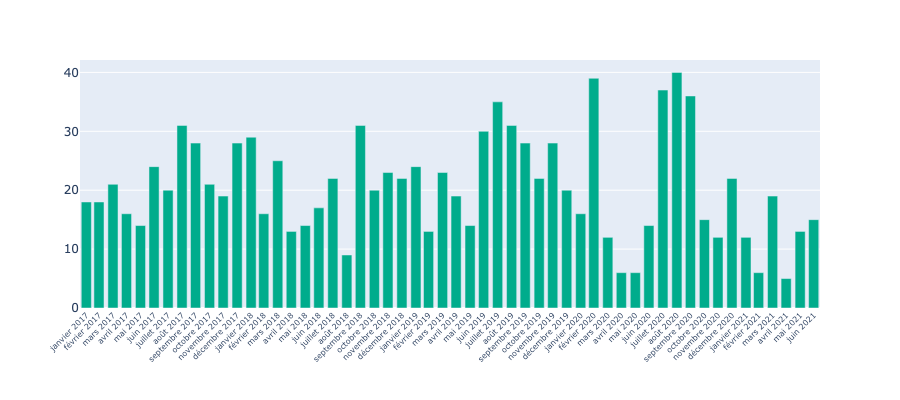 40
30
20
10
0
janvier 2017
février 2017
mars 2017
avril 2017
mai 2017
juin 2017
juillet 2017
août 2017
septembre 2017
octobre 2017
novembre 2017
décembre 2017
janvier 2018
février 2018
mars 2018
avril 2018
mai 2018
juin 2018
juillet 2018
août 2018
septembre 2018
octobre 2018
novembre 2018
décembre 2018
janvier 2019
février 2019
mars 2019
avril 2019
mai 2019
juin 2019
juillet 2019
août 2019
septembre 2019
octobre 2019
novembre 2019
décembre 2019
janvier 2020
février 2020
mars 2020
avril 2020
mai 2020
juin 2020
juillet 2020
août 2020
septembre 2020
octobre 2020
novembre 2020
décembre 2020
janvier 2021
février 2021
mars 2021
avril 2021
mai 2021
juin 2021